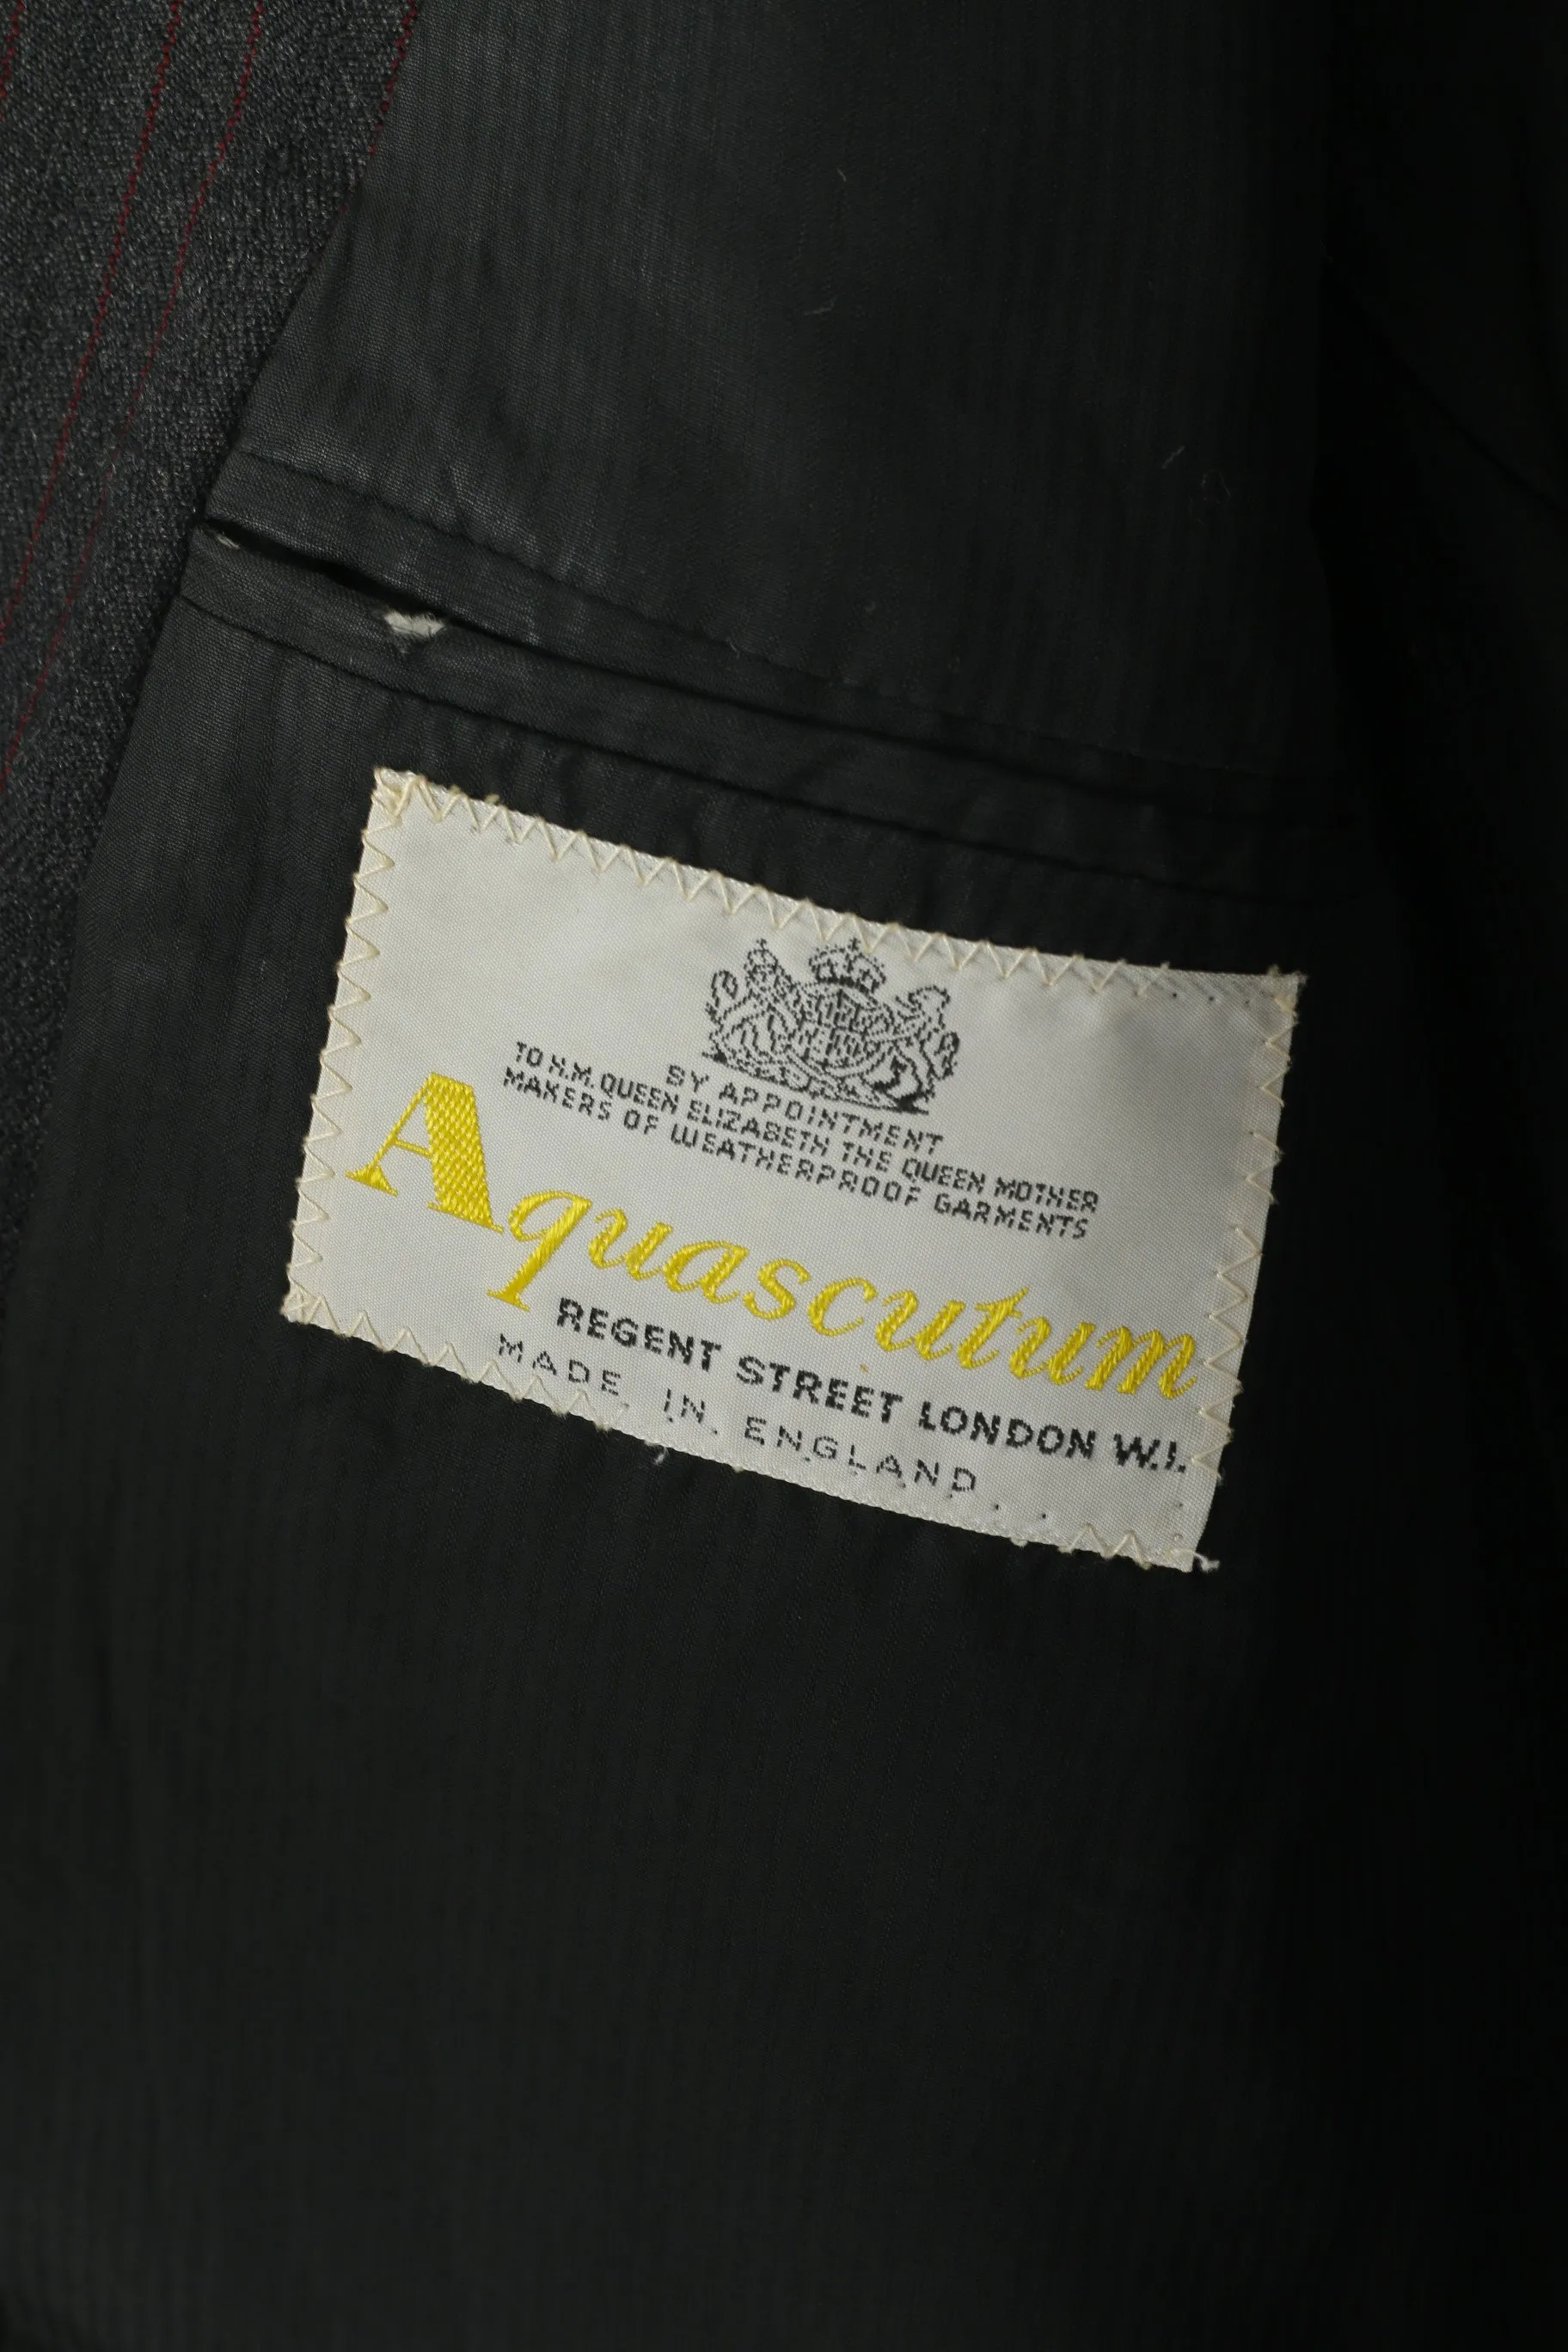 BY APPOINTMENT
TO H.M. QUEEN ELIZABETH THE QUEEN MOTHER
MAKERS OF WEATHERPROOF GARMENTS
Aquascutum
REGENT STREET LONDON W.I.
MADE IN ENGLAND